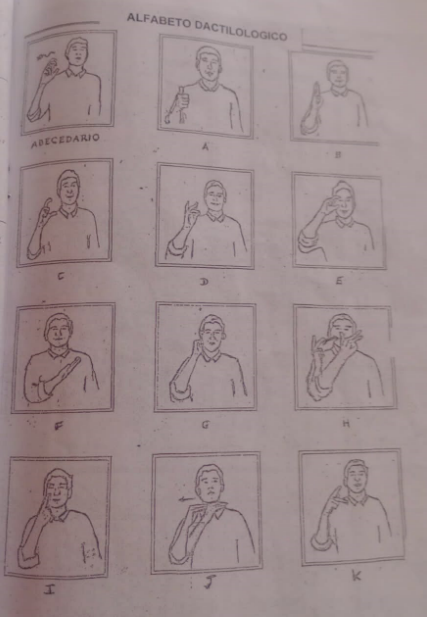 ALFABETO DACTILOLOGICO
ABECEDARIO
A
B
C
D
E
F
G
H
I
J
K